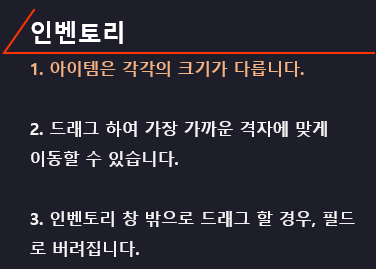 인벤토리
1. 아이템은 각각의 크기가 다릅니다.
2. 드래그 하여 가장 가까운 격자에 맞게
이동할 수 있습니다.
3. 인벤토리 창 밖으로 드래그 할 경우, 필드
로 버려집니다.